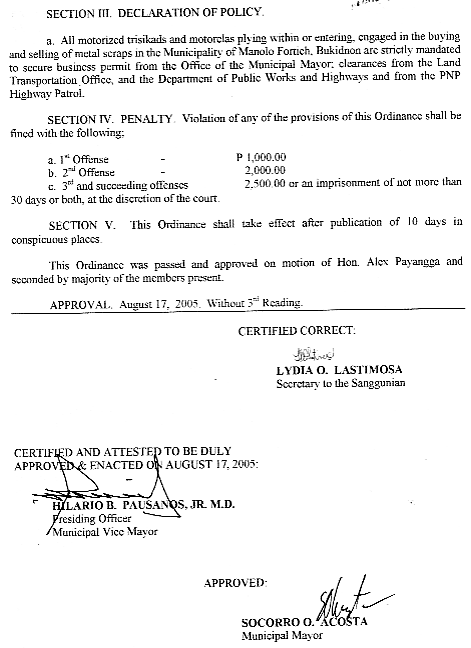 SECTION III. DECLARATION OF POLICY.
a. All motorized trisikads and motorelas plying within or entering, engaged in the buying
and selling of metal scraps in the Municipality of Manolo Fortich, Bukidnon are strictly mandated
to secure business permit from the Office of the Municipal Mayor; clearances from the Land
Transportation Office, and the Department of Public Works and Highways and from the PNP
Highway Patrol.
SECTION IV. PENALTY. Violation of any of the provisions of this Ordinance shall be
fined with the following;
a. 1st Offense - P 1,000.00
b. 2nd Offense - 2,000.00
c. 3rd and succeeding offenses 2,500.00 or an imprisonment of not more than
30 days or both, at the discretion of the court.
SECTION V. This Ordinance shall take effect after publication of 10 days in
conspicuous places.
This Ordinance was passed and approved on motion of Hon. Alex Payangga and
seconded by majority of the members present.
APPROVAL. August 17, 2005. Without 3rd Reading.
CERTIFIED CORRECT:
LYDIA O. LASTIMOSA
Secretary to the Sanggunian
CERTIFIED AND ATTESTED TO BE DULY
APPROVED & ENACTED ON AUGUST 17, 2005:
HILARIO B. PAUSANOS, JR. M.D.
Presiding Officer
Municipal Vice Mayor
APPROVED:
SOCORRO O. ACOSTA
Municipal Mayor